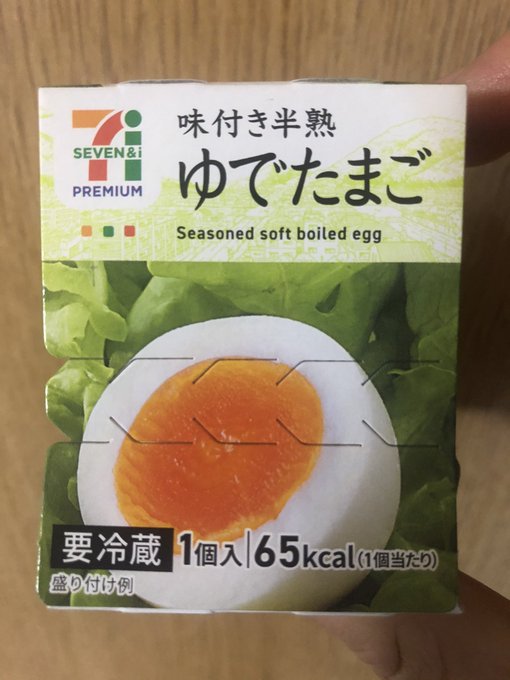 SEVEN&i
PREMIUM
味付き半熟
ゆでたまご
Seasoned soft boiled egg
要冷蔵
1個入
65kcal(1個当たり)
盛り付け例